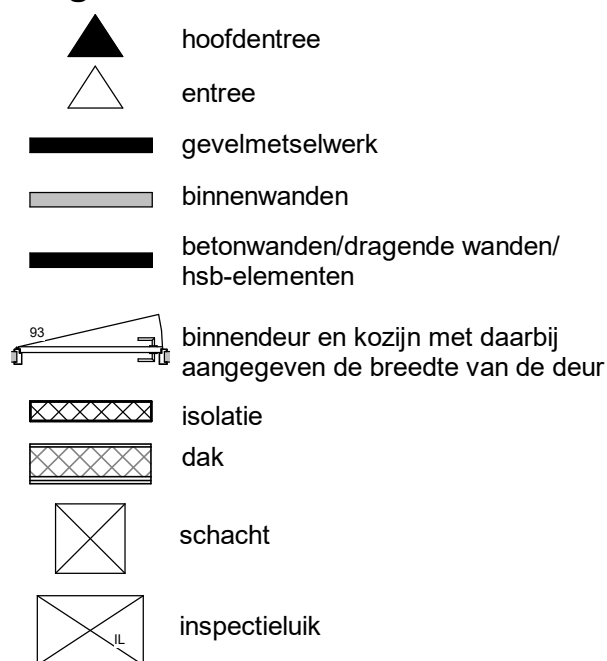 hoofdentree
entree
gevelmetselwerk
binnenwanden
betonwanden/dragende wanden/
hsb-elementen
93
binnendeur en kozijn met daarbij
aangegeven de breedte van de deur
isolatie
dak
schacht
IL
inspectieluik